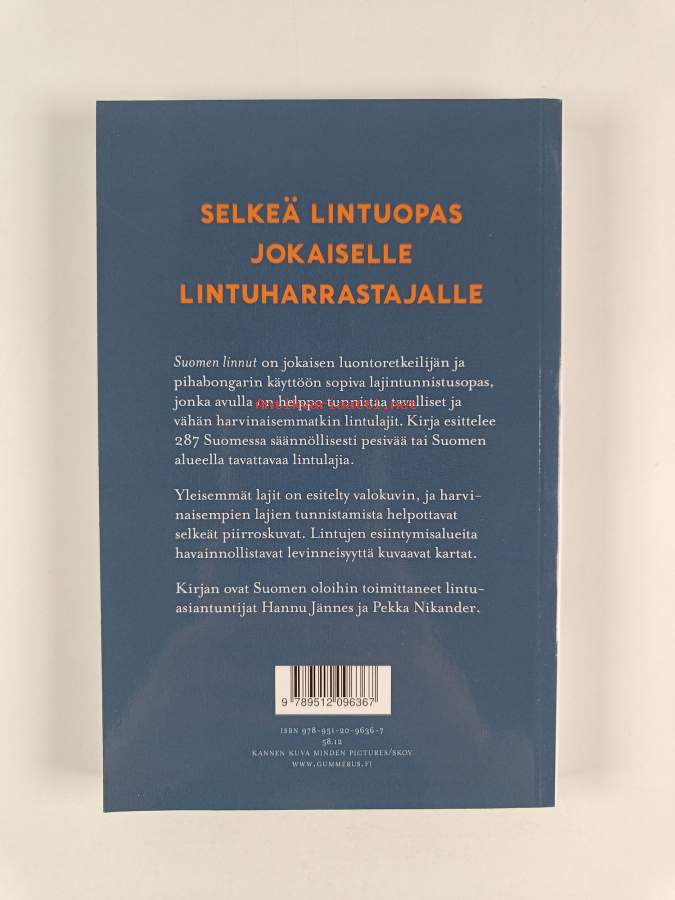 SELKEÄ LINTUOPAS
JOKAISELLE
LINTUHARRASTAJALLE
Suomen linnut on jokaisen luontoretkeilijän ja
pihabongarin käyttöön sopiva lajintunnistusopas,
jonka avulla on helppo tunnistaa tavalliset ja
Antikvariaatti.net
vähän harvinaisemmatkin lintulajit. Kirja esittelee
287 Suomessa säännöllisesti pesivää tai Suomen
alueella tavattavaa lintulajia.
Yleisemmät lajit on esitelty valokuvin, ja harvi-
naisempien lajien tunnistamista helpottavat
selkeät piirroskuvat. Lintujen esiintymisalueita
havainnollistavat levinneisyyttä kuvaavat kartat.
Kirjan ovat Suomen oloihin toimittaneet lintu-
asiantuntijat Hannu Jännes ja Pekka Nikander.
9 789512 096367
ISBN 978-951-20-9636-7
58.12
KANNEN KUVA MINDEN PICTURES/SKOY
WWW.GUMMERUS.FI